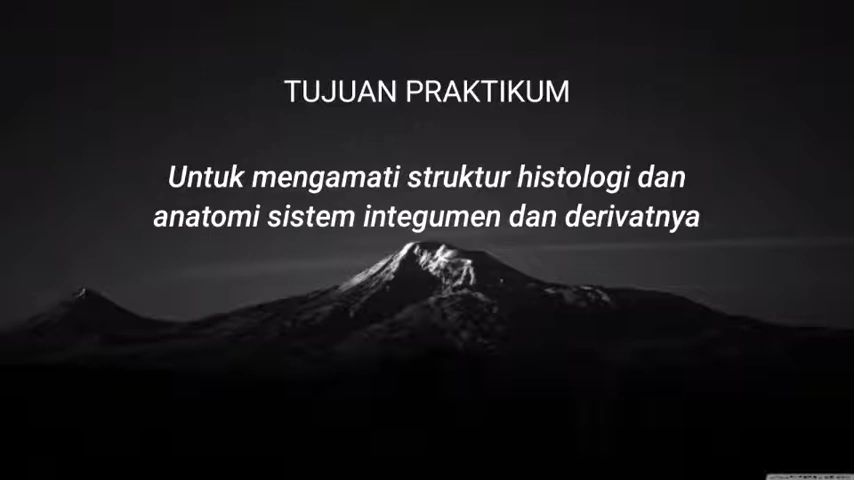 TUJUAN PRAKTIKUM
Untuk mengamati struktur histologi dan
anatomi sistem integumen dan derivatnya